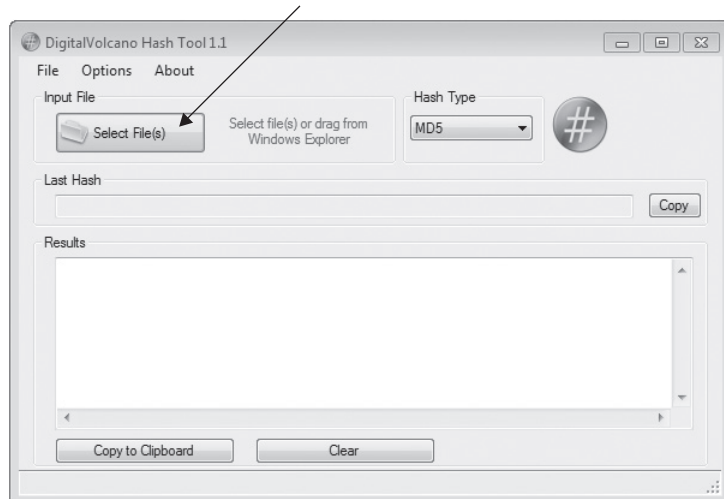 DigitalVolcano Hash Tool 1.1
File Options About
Input File
Select File(s)
Select file(s) or drag from
Windows Explorer
Hash Type
MD5
#
Last Hash
Copy
Results
Copy to Clipboard
Clear